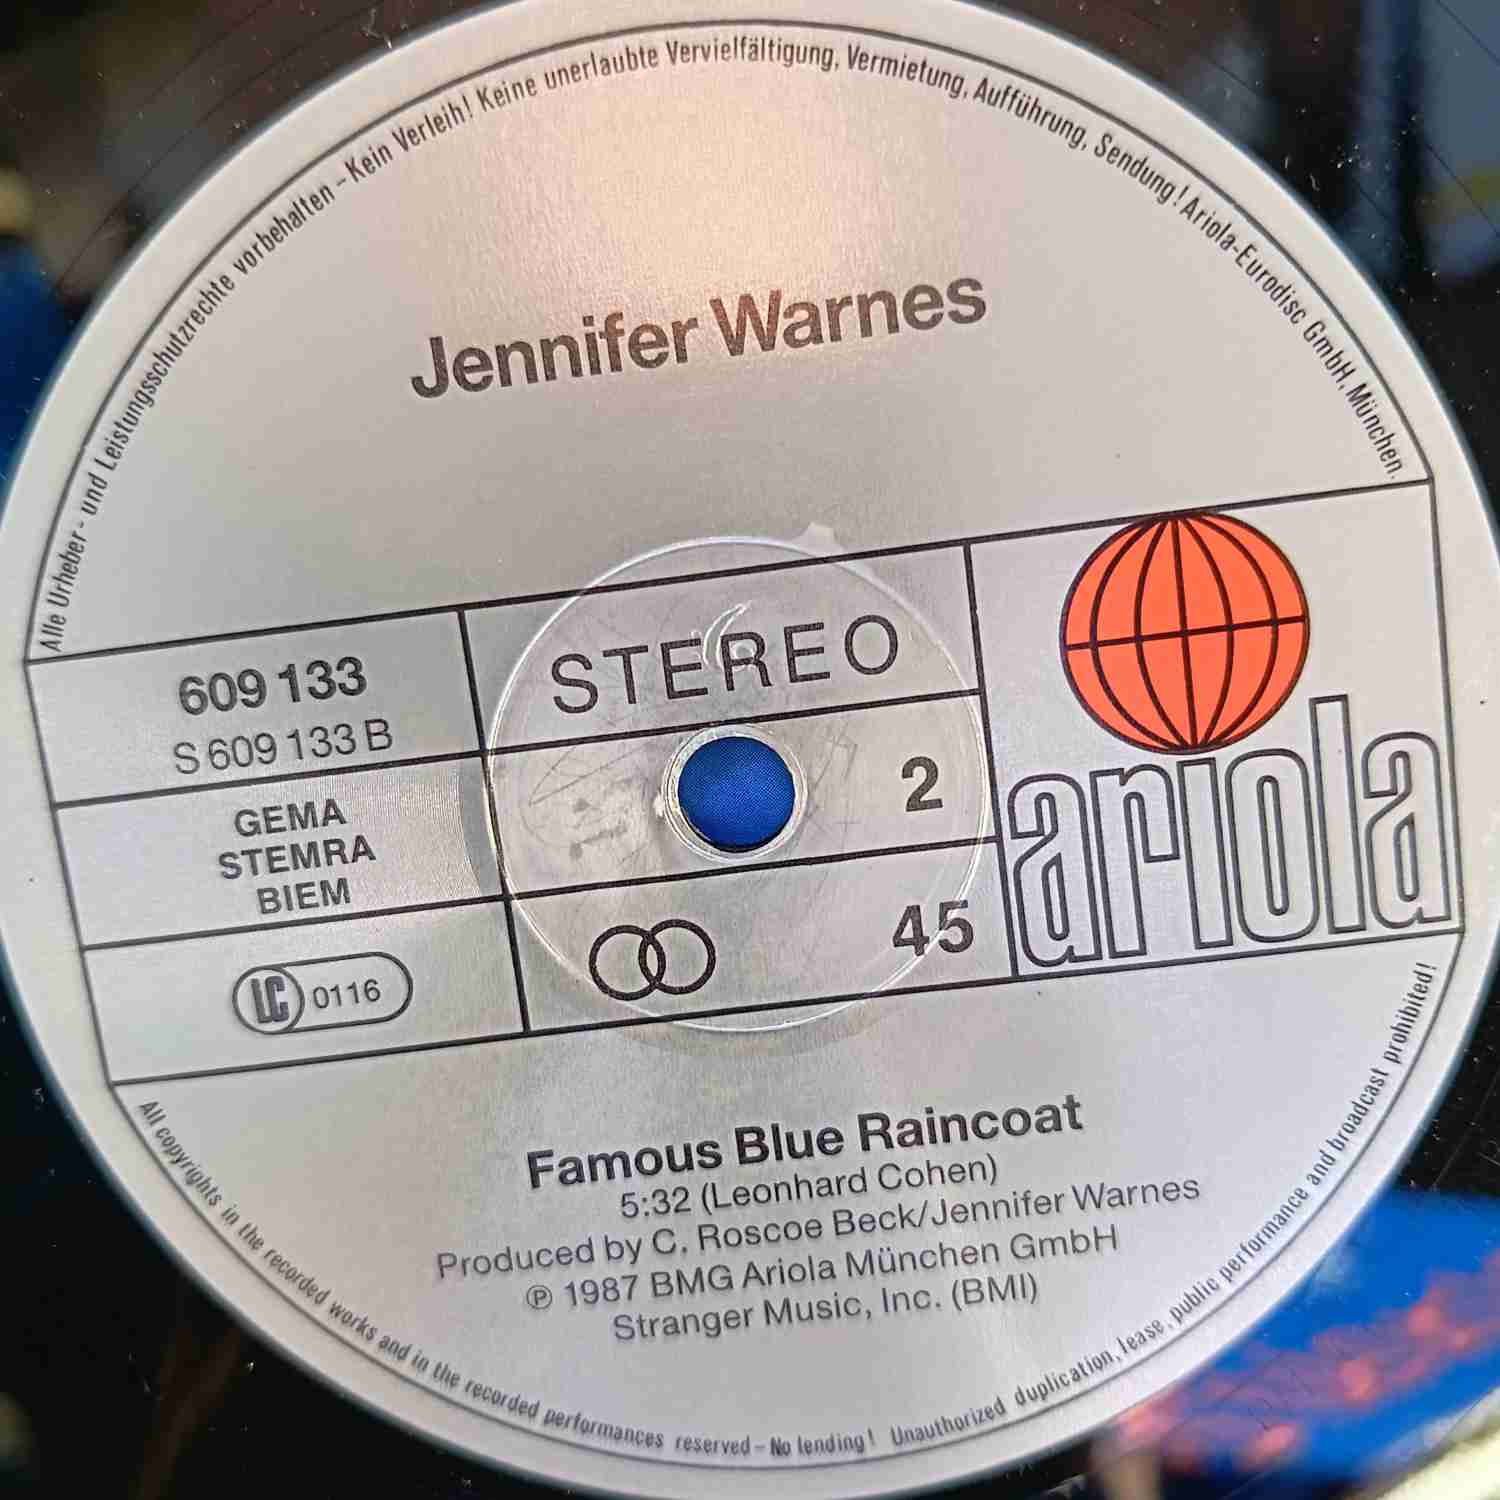 Alle Urheber- und Leistungsschutzrechte vorbehalten – Kein Verleih! Keine unerlaubte Vervielfältigung, Vermietung, Aufführung, Sendung! Ariola-Eurodisc GmbH, München.
Jennifer Warnes
609 133
S 609 133 B
STEREO
2
GEMA
STEMRA
BIEM
LC 0116
45
ariola
Famous Blue Raincoat
5:32 (Leonhard Cohen)
Produced by C. Roscoe Beck/Jennifer Warnes
℗ 1987 BMG Ariola München GmbH
Stranger Music, Inc. (BMI)
All copyrights in the recorded works and in the recorded performances reserved – No lending! Unauthorized duplication, lease, public performance and broadcast prohibited!